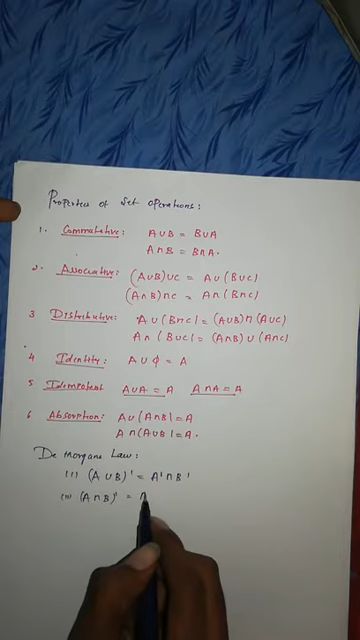 Properties of Set operations:
1. Commutative: A∪B = B∪A
A∩B = B∩A.
2. Associative: (A∪B)∪C = A∪(B∪C)
(A∩B)∩C = A∩(B∩C)
3 Distributive: A∪(B∩C) = (A∪B)∩(A∪C)
A∩(B∪C) = (A∩B)∪(A∩C)
4 Identity: A∪ϕ = A
5 Idempotent A∪A = A A∩A = A
6 Absorption: A∪(A∩B) = A
A∩(A∪B) = A.
De Morgans Law:
(i) (A∪B)' = A'∩B'
(ii) (A∩B)' =